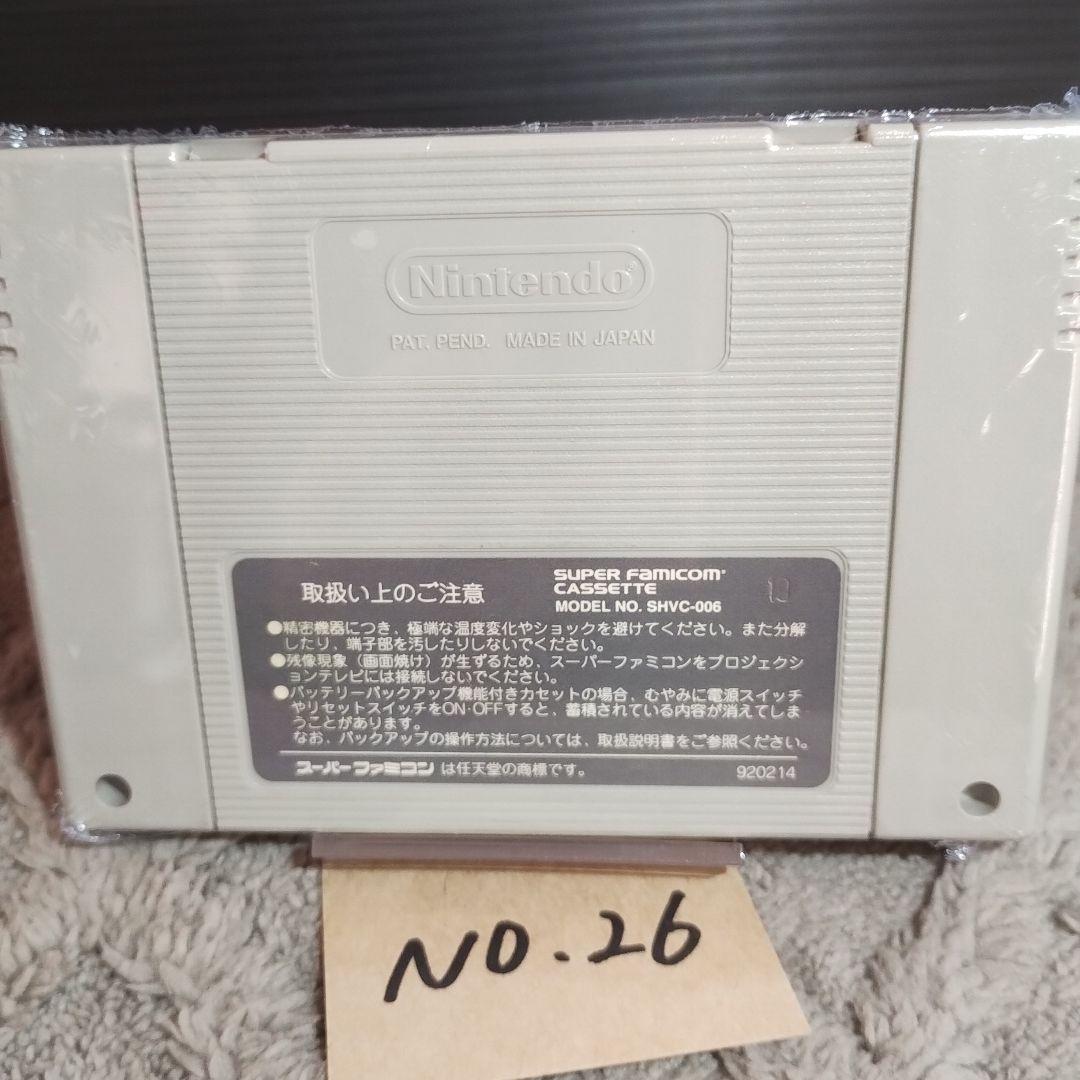 Nintendo®
PAT. PEND. MADE IN JAPAN
取扱い上のご注意
SUPER FAMICOM
CASSETTE
MODEL NO. SHVC-006
●精密機器につき、極端な温度変化やショックを避けてください。また分解
したり、端子部を汚したりしないでください。
●残像現象（画面焼け）が生ずるため、スーパーファミコンをプロジェクシ
ョンテレビには接続しないでください。
●バッテリーバックアップ機能付きカセットの場合、むやみに電源スイッチ
やリセットスイッチをON·OFFすると、蓄積されている内容が消えてしま
うことがあります。
なお、バックアップの操作方法については、取扱説明書をご参照ください。
スーパーファミコン は任天堂の商標です。
920214
NO.26